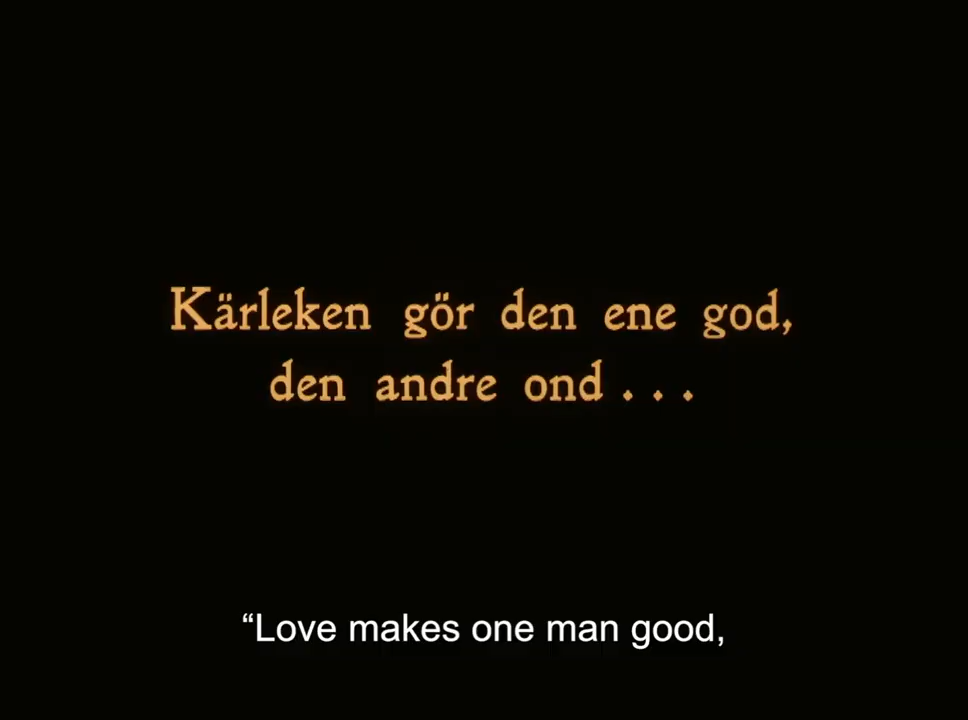 Kärleken gör den ene god,
den andre ond . . .
“Love makes one man good,